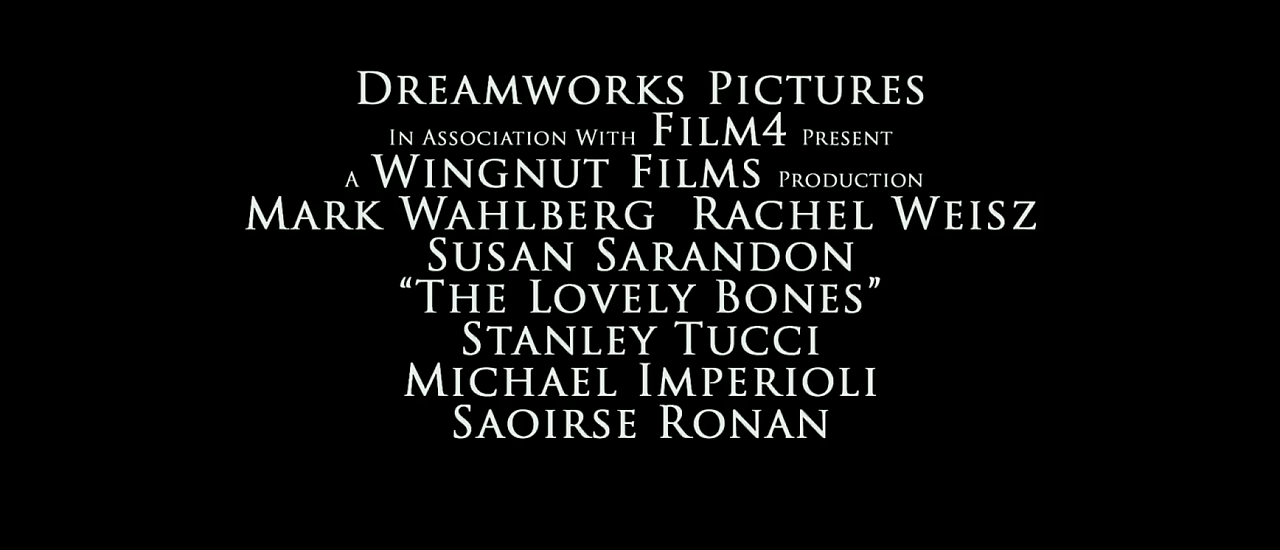 DREAMWORKS PICTURES
IN ASSOCIATION WITH FILM4 PRESENT
A WINGNUT FILMS PRODUCTION
MARK WAHLBERG RACHEL WEISZ
SUSAN SARANDON
“THE LOVELY BONES”
STANLEY TUCCI
MICHAEL IMPERIOLI
SAOIRSE RONAN